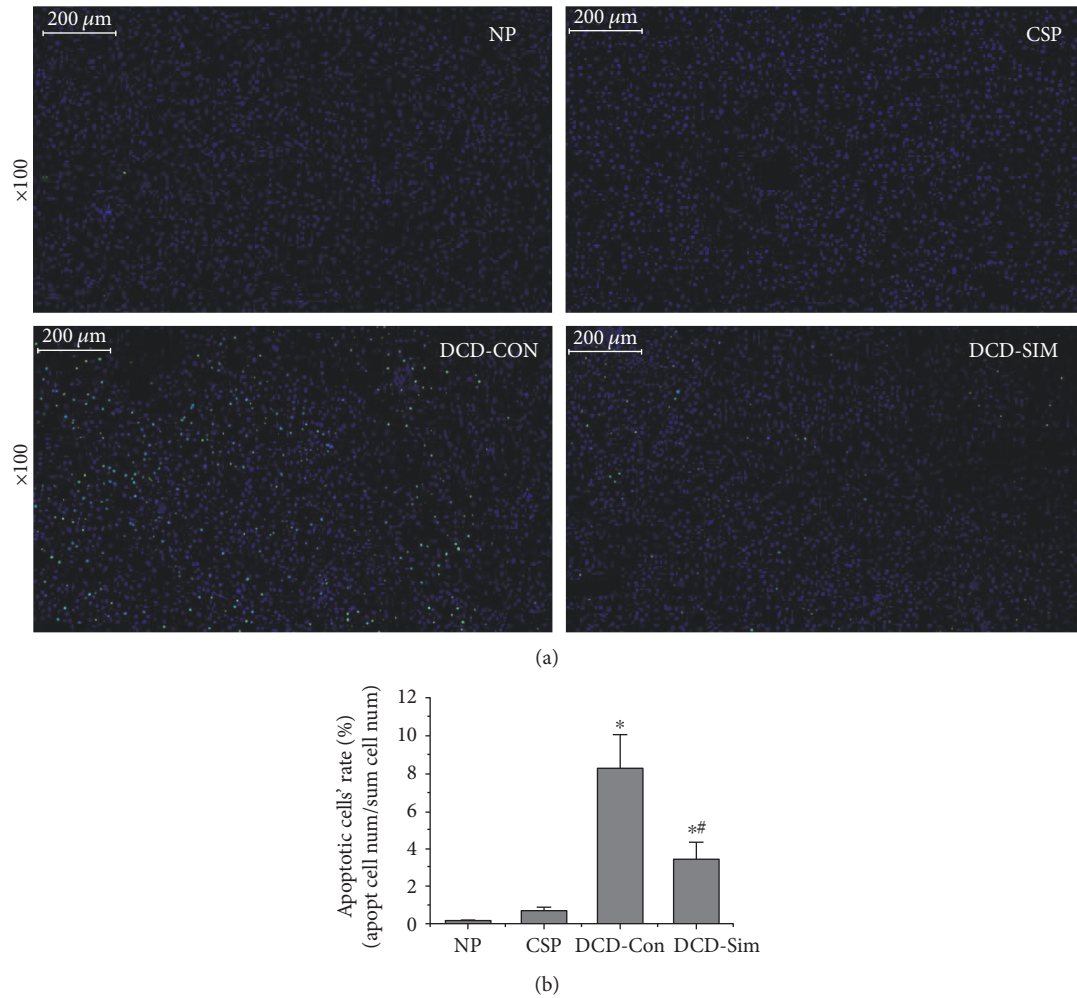 200 μm
NP
200 μm
CSP
×100
200 μm
DCD-CON
200 μm
DCD-SIM
×100
(a)
Apoptotic cells' rate (%)
(apopt cell num/sum cell num)
12
10
8
6
4
2
0
*
*#
NP
CSP
DCD-Con
DCD-Sim
(b)